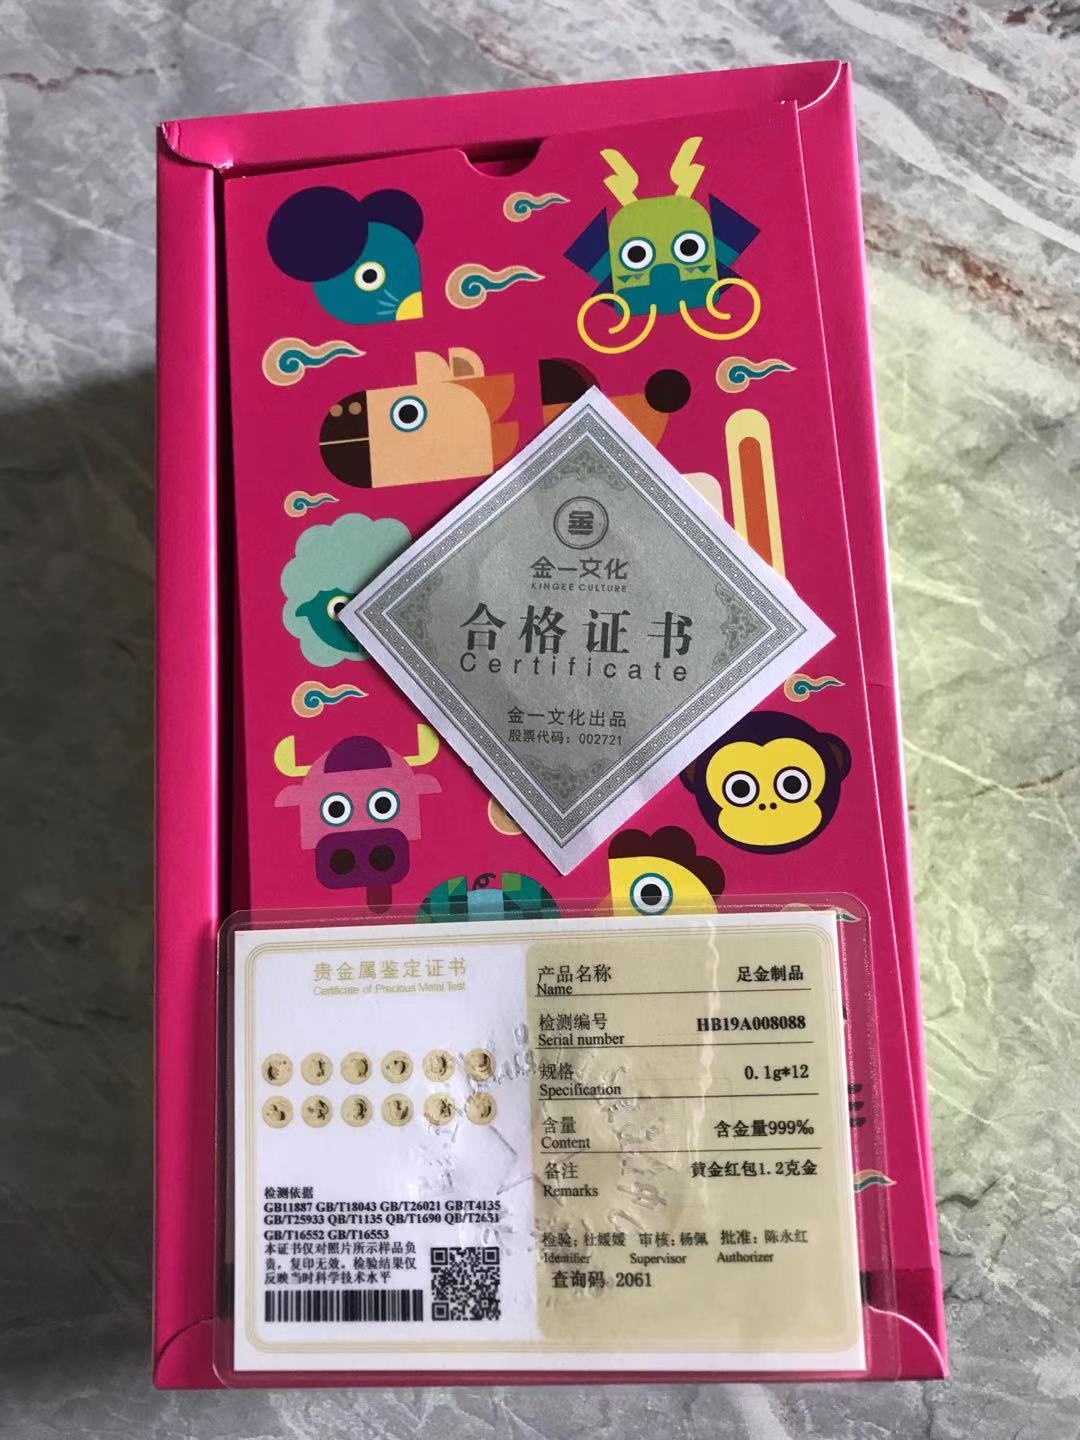 金一文化
KINGEE CULTURE
合格证书
Certificate
金一文化出品
股票代码：002721
贵金属鉴定证书
Certificate of Precious Metal Test
产品名称
Name
足金制品
检测编号
Serial number
HB19A008088
规格
Specification
0.1g*12
含量
Content
含金量999‰
备注
Remarks
黄金红包1.2克金
检测依据
GB11887 GB/T18043 GB/T26021 GB/T4135
GB/T25933 QB/T1135 QB/T1690 QB/T2631
GB/T16552 GB/T16553
本证书仅对照片所示样品负
责，复印无效。检验结果仅
反映当时科学技术水平
检验：杜媛媛 审核：杨佩 批准：陈永红
Identifier Supervisor Authorizer
查询码 2061